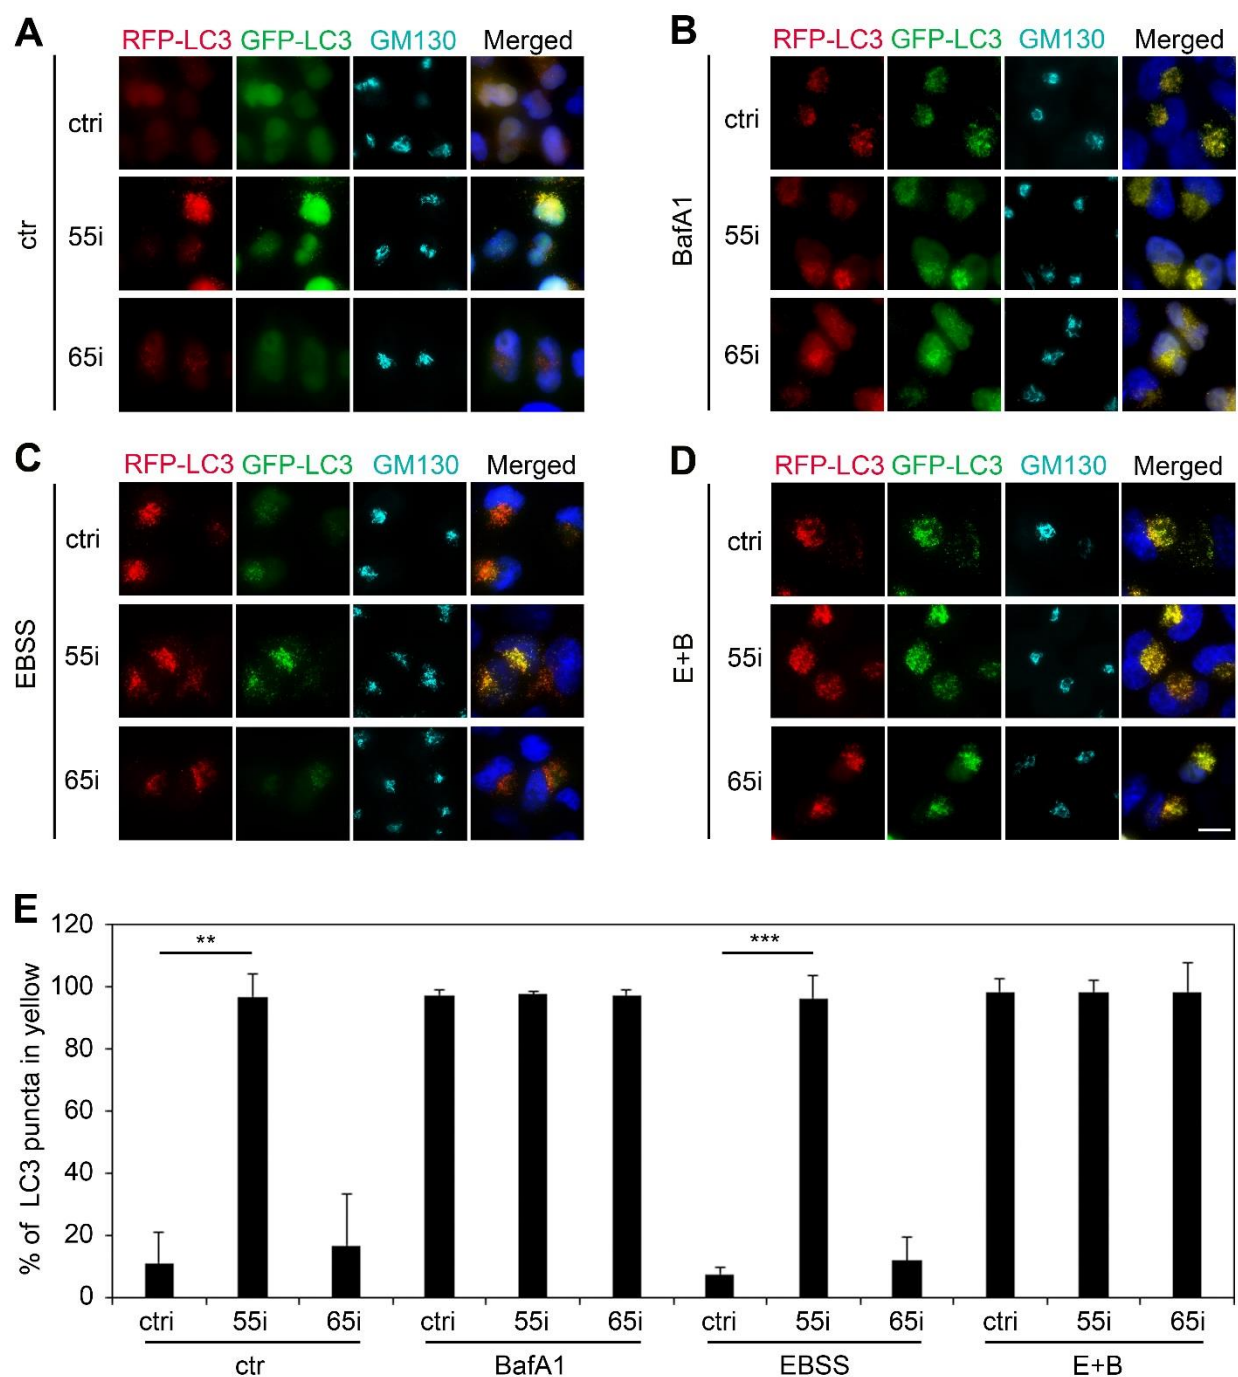 A
RFP-LC3 GFP-LC3 GM130 Merged
ctri
55i
65i
ctr
B
RFP-LC3 GFP-LC3 GM130 Merged
ctri
55i
65i
BafA1
C
RFP-LC3 GFP-LC3 GM130 Merged
ctri
55i
65i
EBSS
D
RFP-LC3 GFP-LC3 GM130 Merged
ctri
55i
65i
E+B
E
% of LC3 puncta in yellow
120
100
80
60
40
20
0
** ***
ctri 55i 65i ctri 55i 65i ctri 55i 65i ctri 55i 65i
ctr BafA1 EBSS E+B